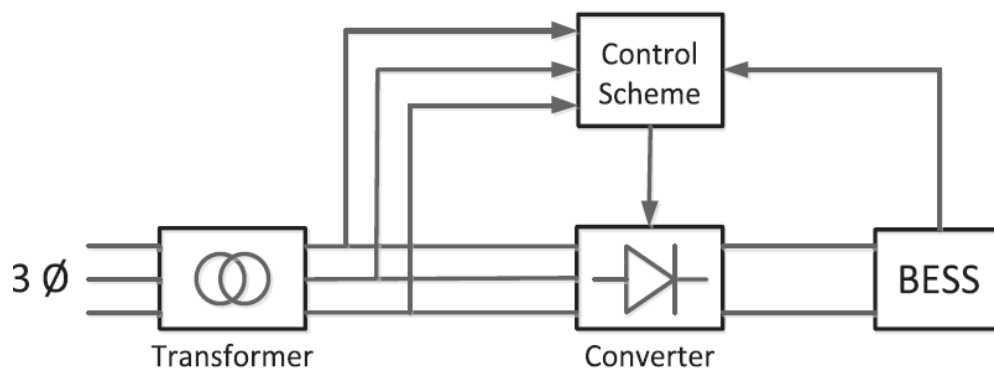 Control
Scheme
3 Ø
BESS
Transformer
Converter